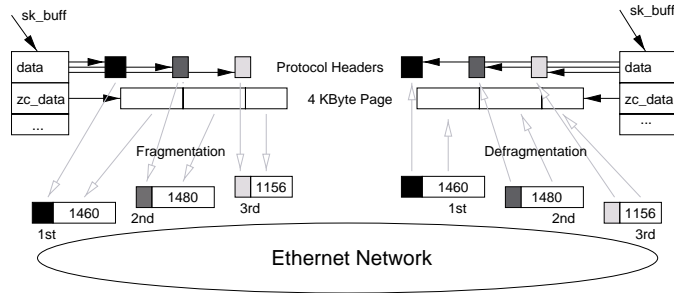 sk_buff
sk_buff
data
Protocol Headers
data
zc_data
4 KByte Page
zc_data
...
...
Fragmentation
Defragmentation
1460
1st
1480
2nd
1156
3rd
1460
1st
1480
2nd
1156
3rd
Ethernet Network